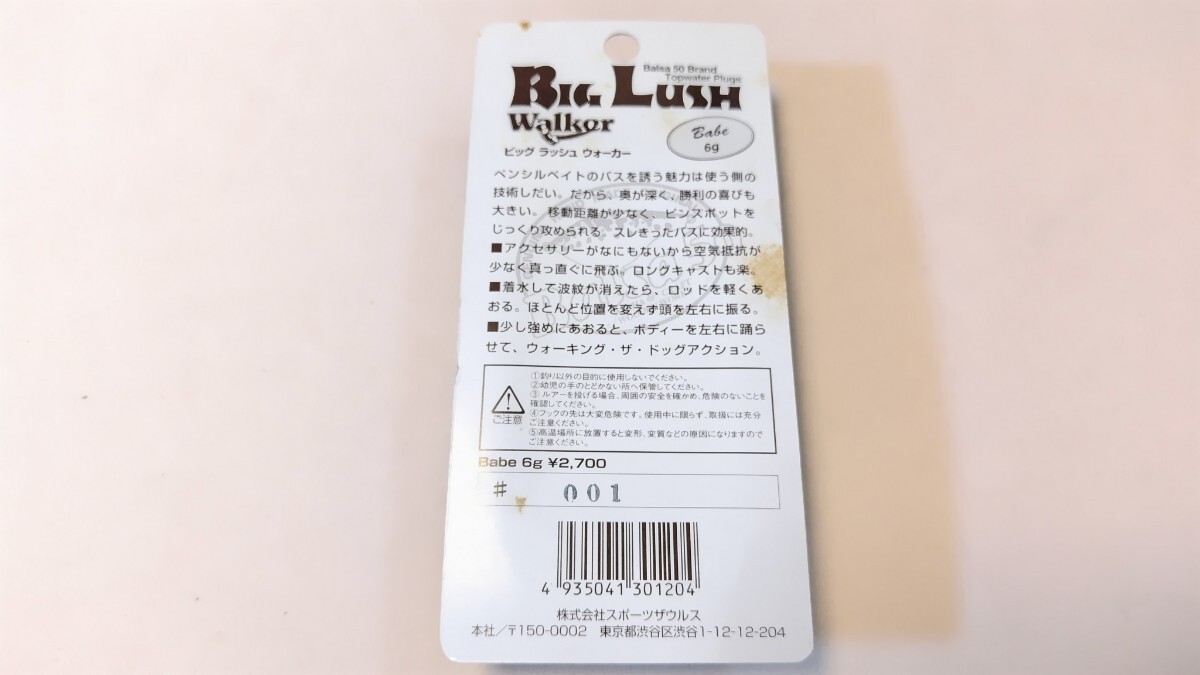 Balsa 50 Brand
Topwater Plugs
BIG LUSH
Walker
Babe
6g
ビッグ ラッシュ ウォーカー
ペンシルベイトのバスを誘う魅力は使う側の
技術しだい。だから、奥が深く、勝利の喜びも
大きい。移動距離が少なく、ピンスポットを
じっくり攻められる。スレきったバスに効果的。
■アクセサリーがなにもないから空気抵抗が
少なく真っ直ぐに飛ぶ。ロングキャストも楽。
■着水して波紋が消えたら、ロッドを軽くあ
おる。ほとんど位置を変えず頭を左右に振る。
■少し強めにあおると、ボディーを左右に踊ら
せて、ウォーキング・ザ・ドッグアクション。
ご注意
①釣り以外の目的に使用しないでください。
②幼児の手のとどかない所へ保管してください。
③ルアーを投げる場合、周囲の安全を確かめ、危険のないことを
確認してください。
④フックの先は大変危険です。使用中に限らず、取扱には充分
ご注意ください。
⑤高温場所に放置すると変形、変質などの原因になりますので
ご注意ください。
Babe 6g ¥2,700
# 001
4 935041 301204
株式会社スポーツザウルス
本社／〒150-0002 東京都渋谷区渋谷1-12-12-204